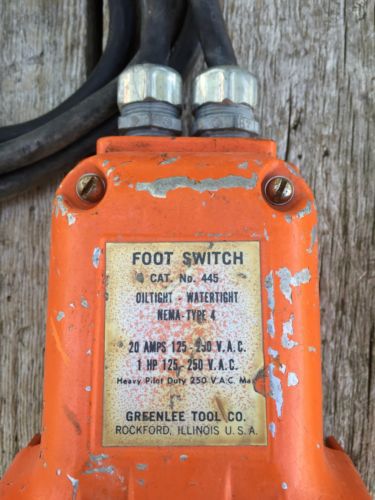 FOOT SWITCH
CAT. No. 445
OILTIGHT - WATERTIGHT
NEMA-TYPE 4
20 AMPS 125-250 V.A.C.
1 HP 125-250 V.A.C.
Heavy Pilot Duty 250 V.A.C. Max
GREENLEE TOOL CO.
ROCKFORD, ILLINOIS U.S.A.